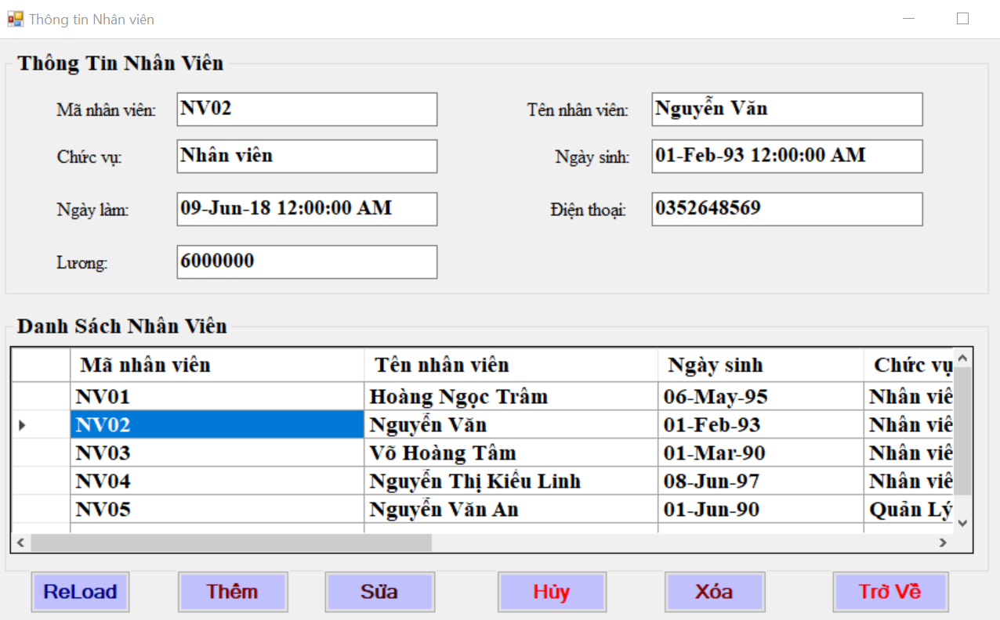 Thông tin Nhân viên
Thông Tin Nhân Viên
Mã nhân viên: NV02 Tên nhân viên: Nguyễn Văn
Chức vụ: Nhân viên Ngày sinh: 01-Feb-93 12:00:00 AM
Ngày làm: 09-Jun-18 12:00:00 AM Điện thoại: 0352648569
Lương: 6000000
Danh Sách Nhân Viên
Mã nhân viên Tên nhân viên Ngày sinh Chức vụ
NV01 Hoàng Ngọc Trâm 06-May-95 Nhân viê
NV02 Nguyễn Văn 01-Feb-93 Nhân viê
NV03 Võ Hoàng Tâm 01-Mar-90 Nhân viê
NV04 Nguyễn Thị Kiều Linh 08-Jun-97 Nhân viê
NV05 Nguyễn Văn An 01-Jun-90 Quản Lý
ReLoad Thêm Sửa Hủy Xóa Trở Về